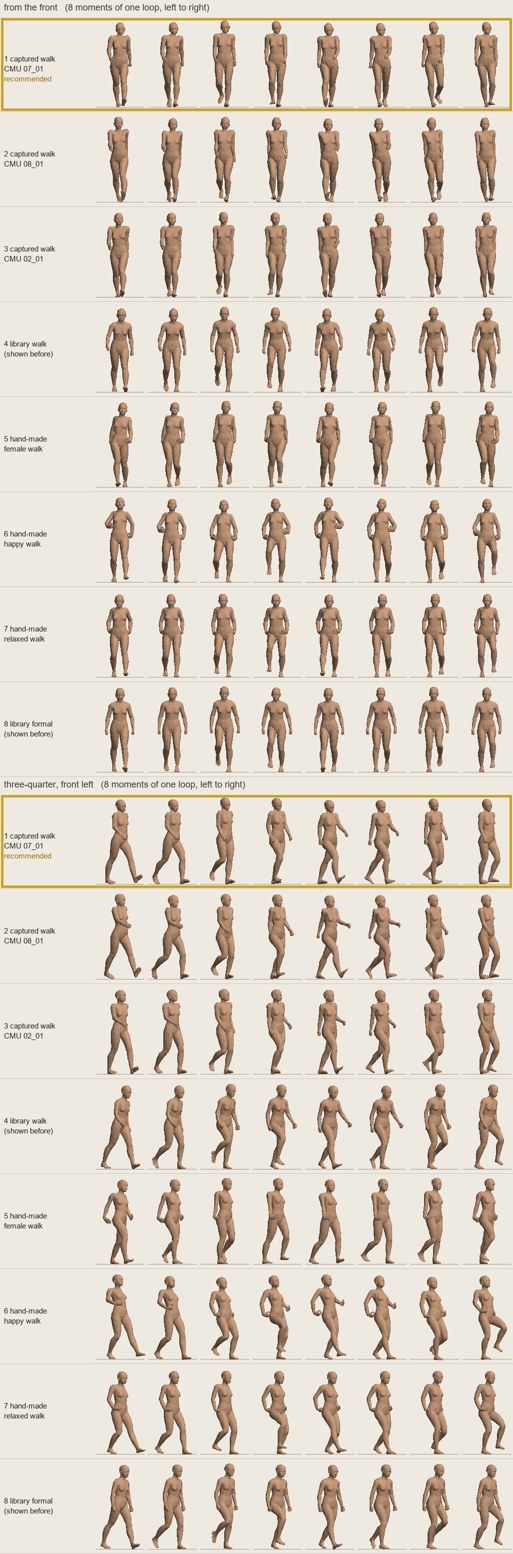 from the front   (8 moments of one loop, left to right)
1 captured walk
CMU 07_01
recommended
2 captured walk
CMU 08_01
3 captured walk
CMU 02_01
4 library walk
(shown before)
5 hand-made
female walk
6 hand-made
happy walk
7 hand-made
relaxed walk
8 library formal
(shown before)
three-quarter, front left   (8 moments of one loop, left to right)
1 captured walk
CMU 07_01
recommended
2 captured walk
CMU 08_01
3 captured walk
CMU 02_01
4 library walk
(shown before)
5 hand-made
female walk
6 hand-made
happy walk
7 hand-made
relaxed walk
8 library formal
(shown before)